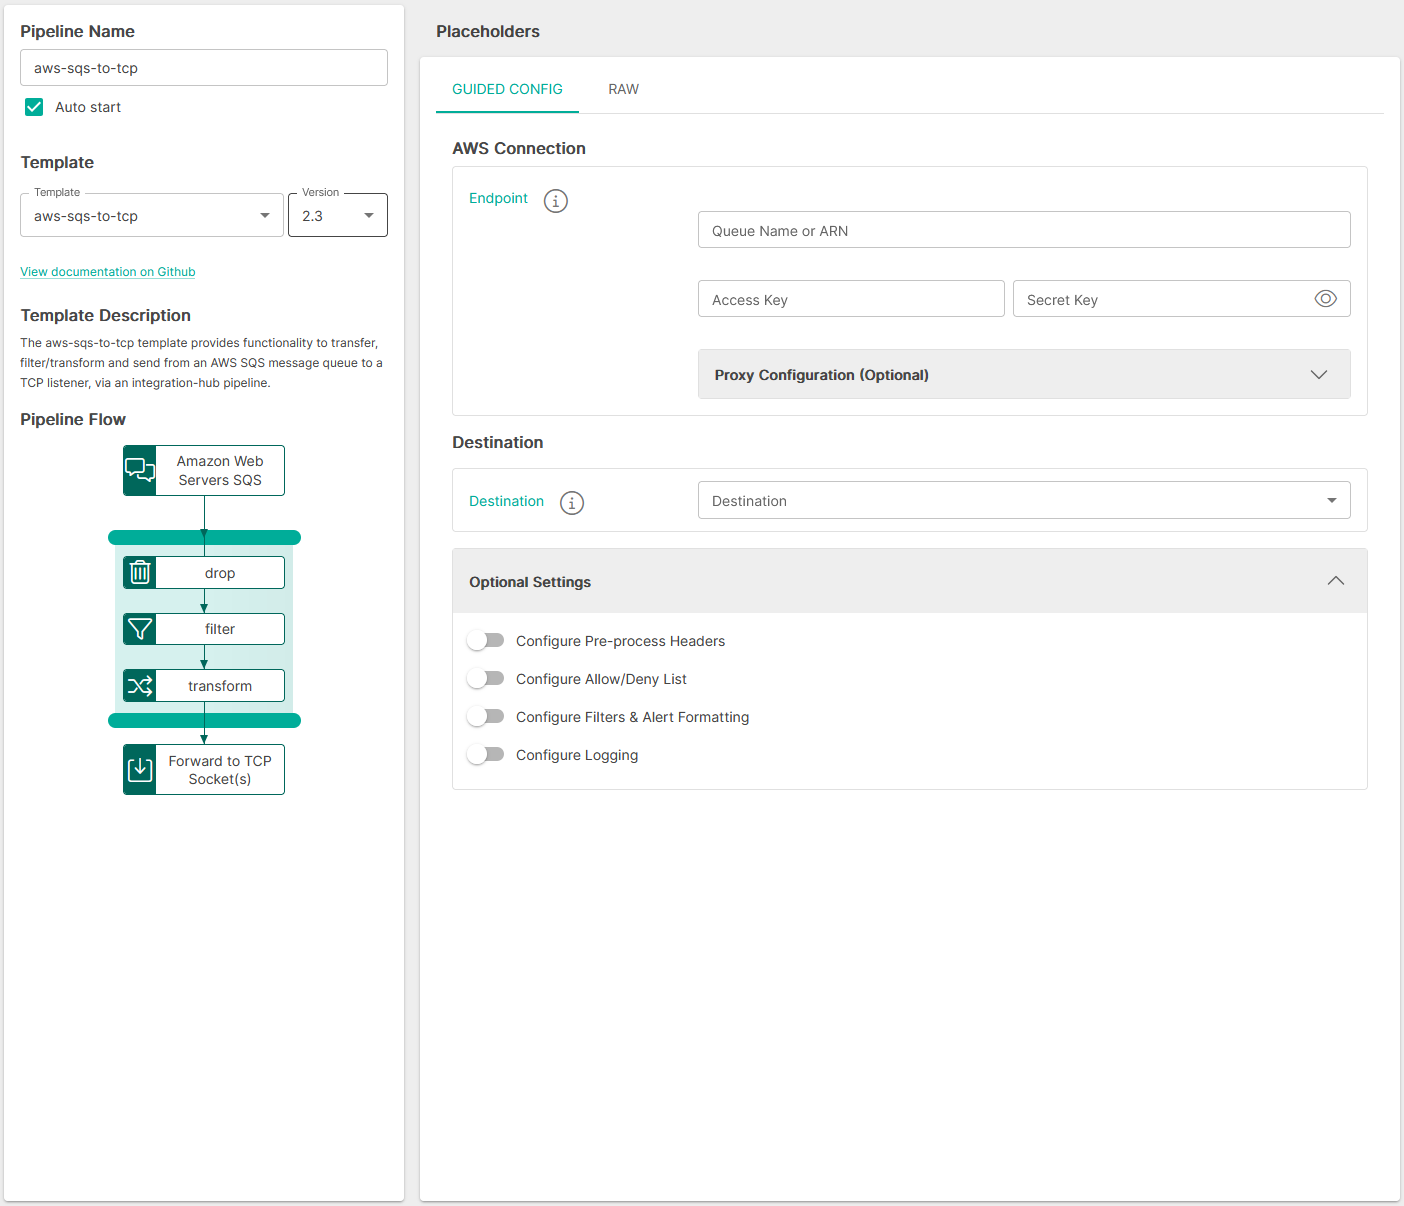 Pipeline Name
aws-sqs-to-tcp
Auto start
Template
Template
aws-sqs-to-tcp
Version
2.3
View documentation on Github
Template Description
The aws-sqs-to-tcp template provides functionality to transfer,
filter/transform and send from an AWS SQS message queue to a
TCP listener, via an integration-hub pipeline.
Pipeline Flow
Amazon Web
Servers SQS
drop
filter
transform
Forward to TCP
Socket(s)
Placeholders
GUIDED CONFIG
RAW
AWS Connection
Endpoint
Queue Name or ARN
Access Key
Secret Key
Proxy Configuration (Optional)
Destination
Destination
Destination
Optional Settings
Configure Pre-process Headers
Configure Allow/Deny List
Configure Filters & Alert Formatting
Configure Logging